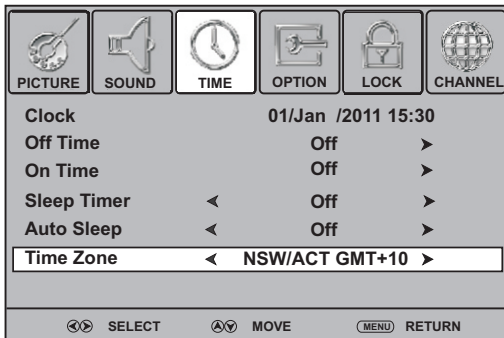 PICTURE SOUND TIME OPTION LOCK CHANNEL
Clock 01/Jan /2011 15:30
Off Time Off
On Time Off
Sleep Timer Off
Auto Sleep Off
Time Zone NSW/ACT GMT+10
SELECT MOVE MENU RETURN